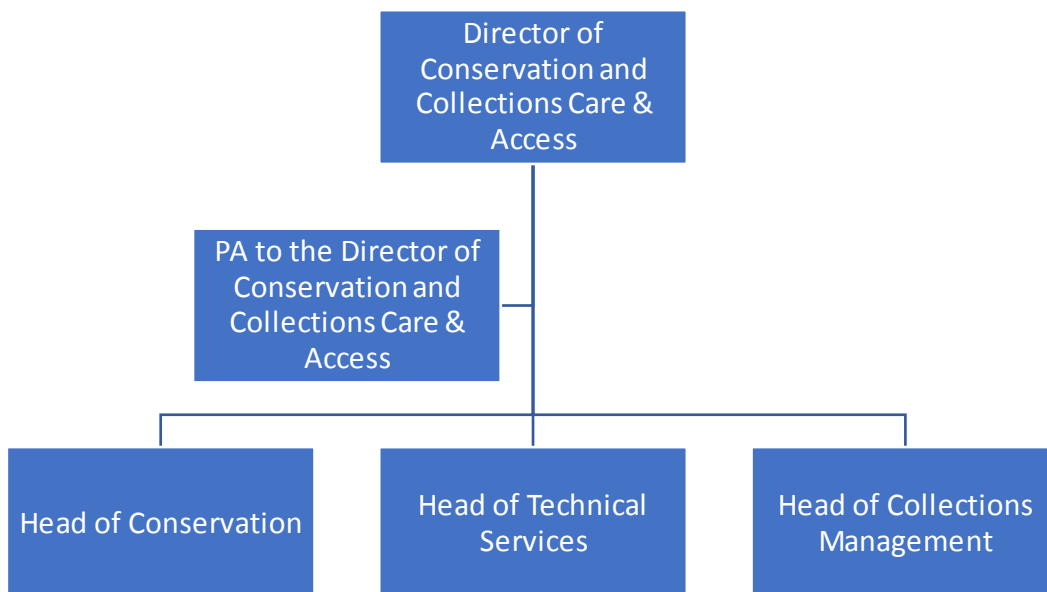 Director of
Conservation and
Collections Care &
Access
PA to the Director of
Conservation and
Collections Care &
Access
Head of Conservation
Head of Technical
Services
Head of Collections
Management